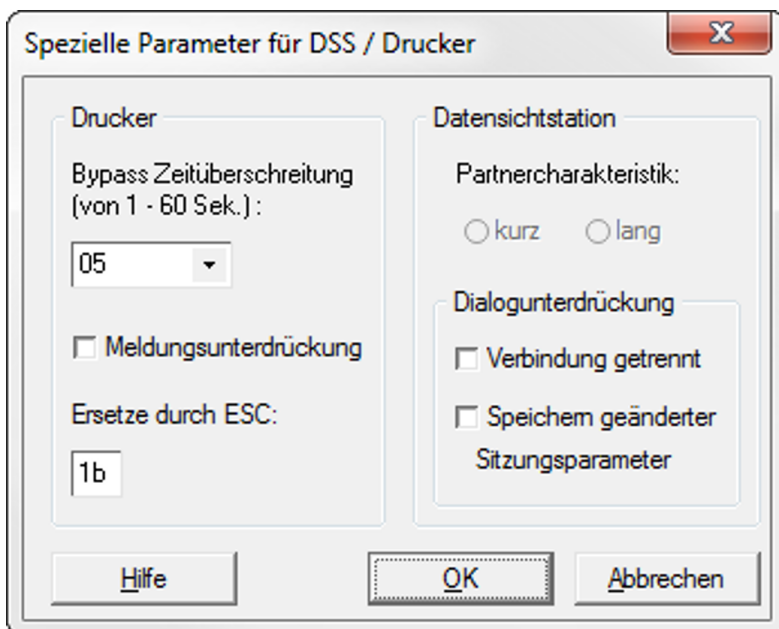 Spezielle Parameter für DSS / Drucker
Drucker
Bypass Zeitüberschreitung
(von 1 - 60 Sek.) :
05
Meldungsunterdrückung
Ersetze durch ESC:
1b
Datensichtstation
Partnercharakteristik:
kurz lang
Dialogunterdrückung
Verbindung getrennt
Speichern geänderter
Sitzungsparameter
Hilfe OK Abbrechen